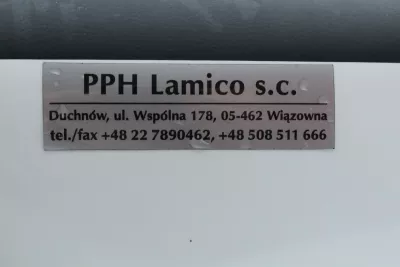 PPH Lamico s.c.
Duchnów, ul. Wspólna 178, 05-462 Wiązowna
tel./fax +48 22 7890462, +48 508 511 666